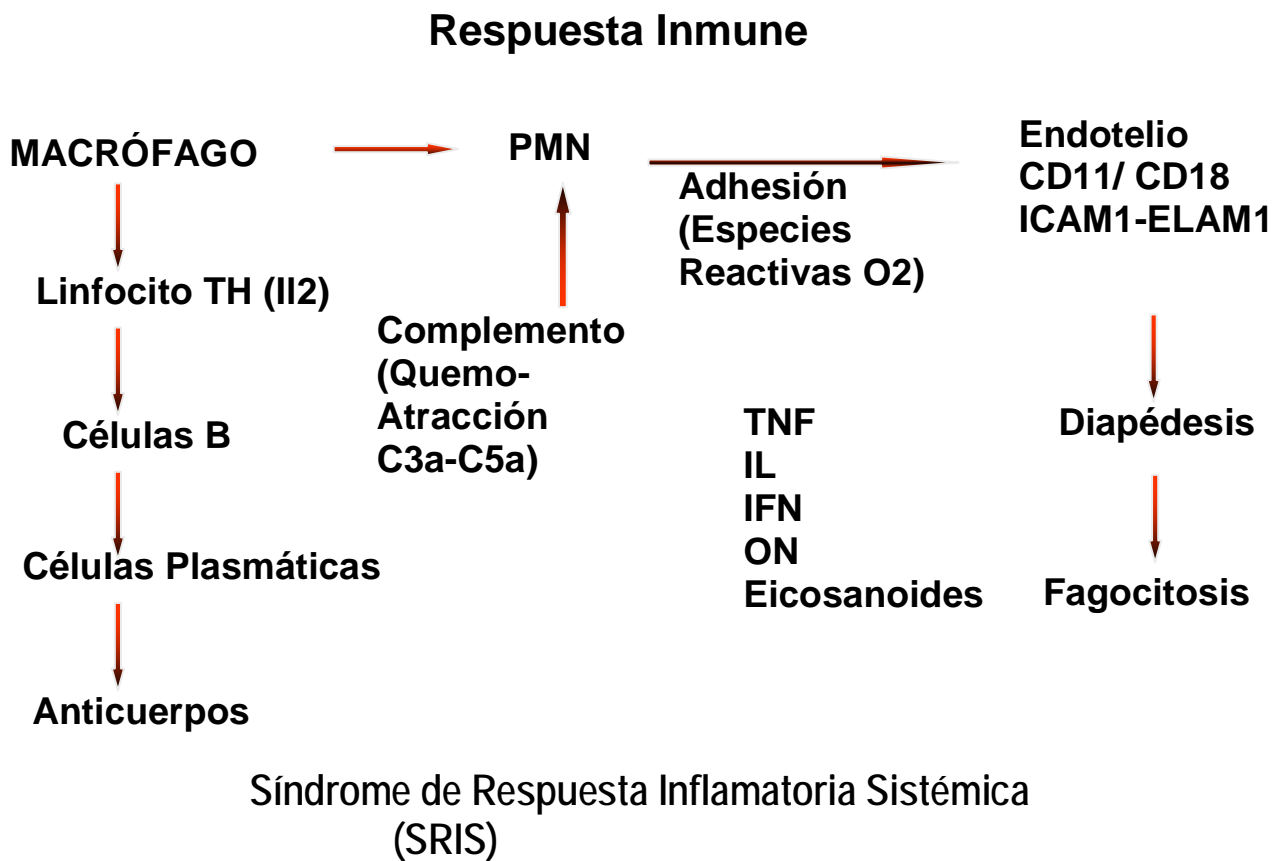 Respuesta Inmune
MACRÓFAGO
PMN
Endotelio
CD11/ CD18
ICAM1-ELAM1
Adhesión
(Especies
Reactivas O2)
Linfocito TH (Il2)
Complemento
(Quemo-
Atracción
C3a-C5a)
Células B
TNF
IL
IFN
ON
Eicosanoides
Diapédesis
Células Plasmáticas
Fagocitosis
Anticuerpos
Síndrome de Respuesta Inflamatoria Sistémica
(SRIS)